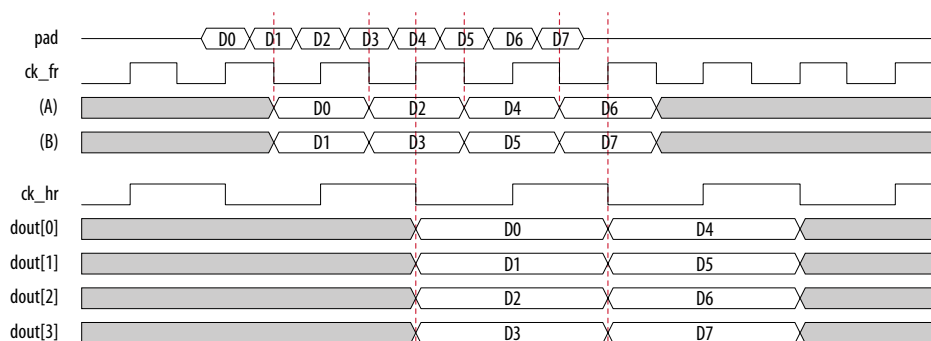 pad D0 D1 D2 D3 D4 D5 D6 D7
ck_fr
(A) D0 D2 D4 D6
(B) D1 D3 D5 D7
ck_hr
dout[0] D0 D4
dout[1] D1 D5
dout[2] D2 D6
dout[3] D3 D7